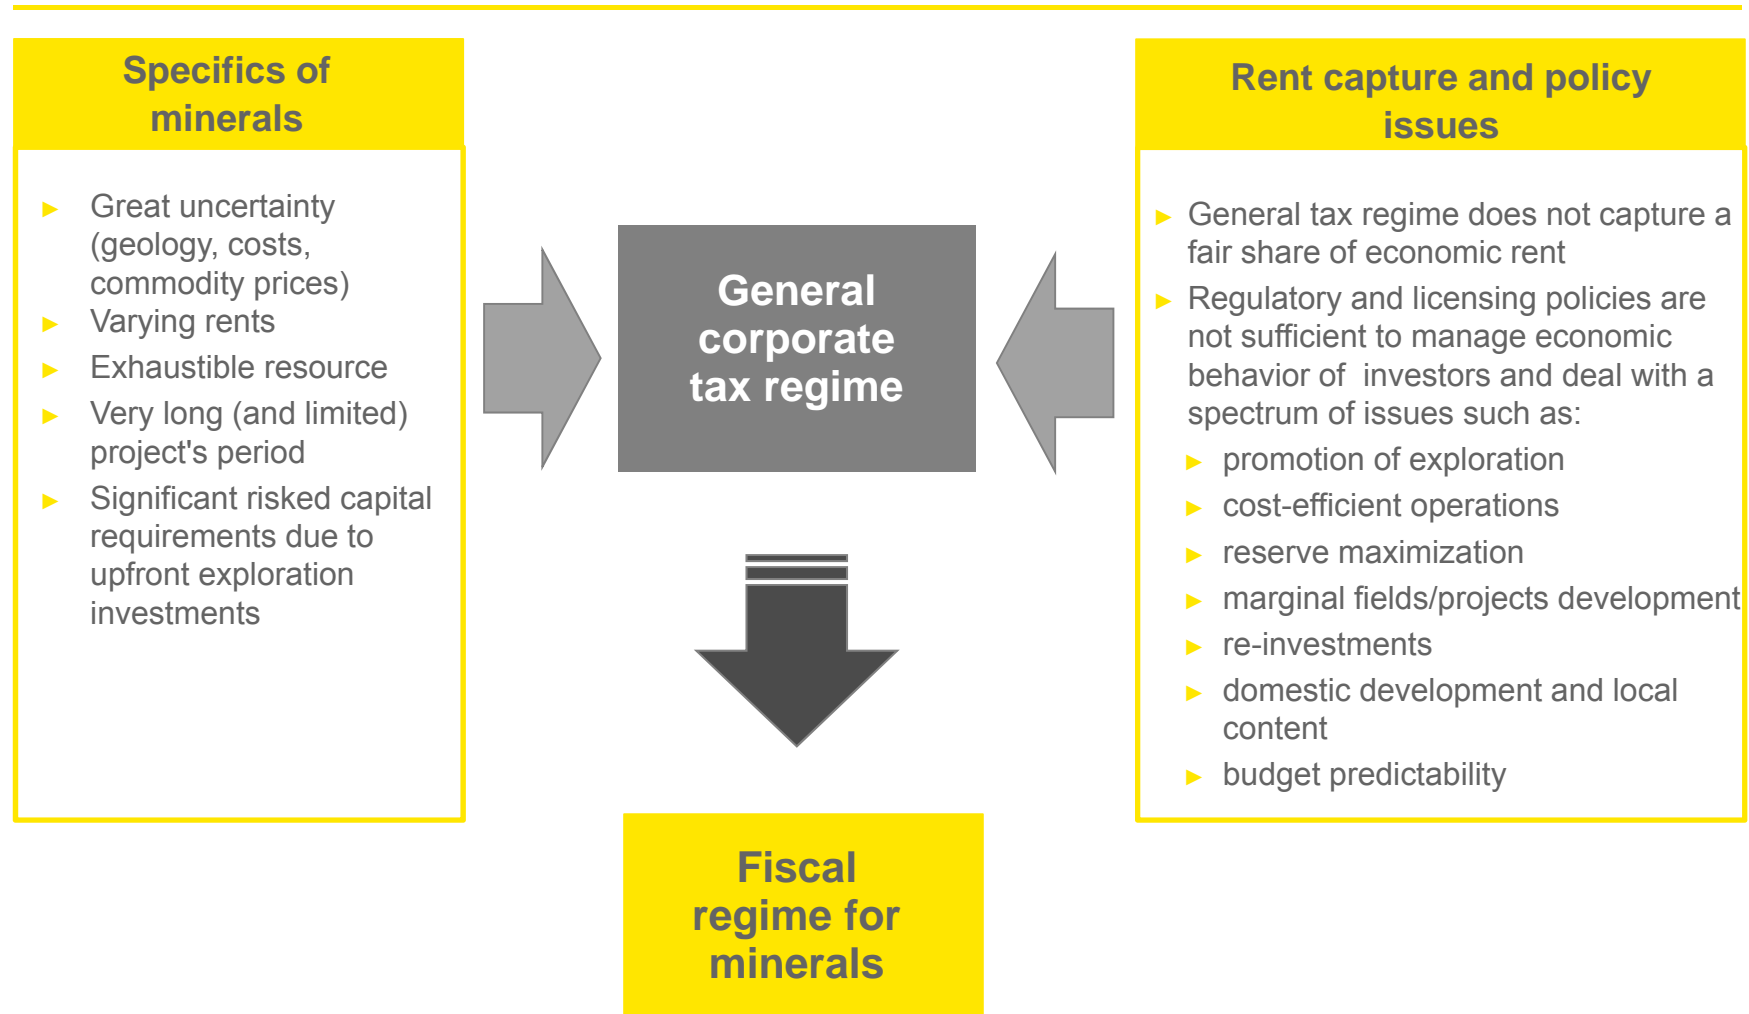 Specifics of
minerals
► Great uncertainty
(geology, costs,
commodity prices)
► Varying rents
► Exhaustible resource
► Very long (and limited)
project's period
► Significant risked capital
requirements due to
upfront exploration
investments
General
corporate
tax regime
Fiscal
regime for
minerals
Rent capture and policy
issues
► General tax regime does not capture a
fair share of economic rent
► Regulatory and licensing policies are
not sufficient to manage economic
behavior of  investors and deal with a
spectrum of issues such as:
► promotion of exploration
► cost-efficient operations
► reserve maximization
► marginal fields/projects development
► re-investments
► domestic development and local
content
► budget predictability